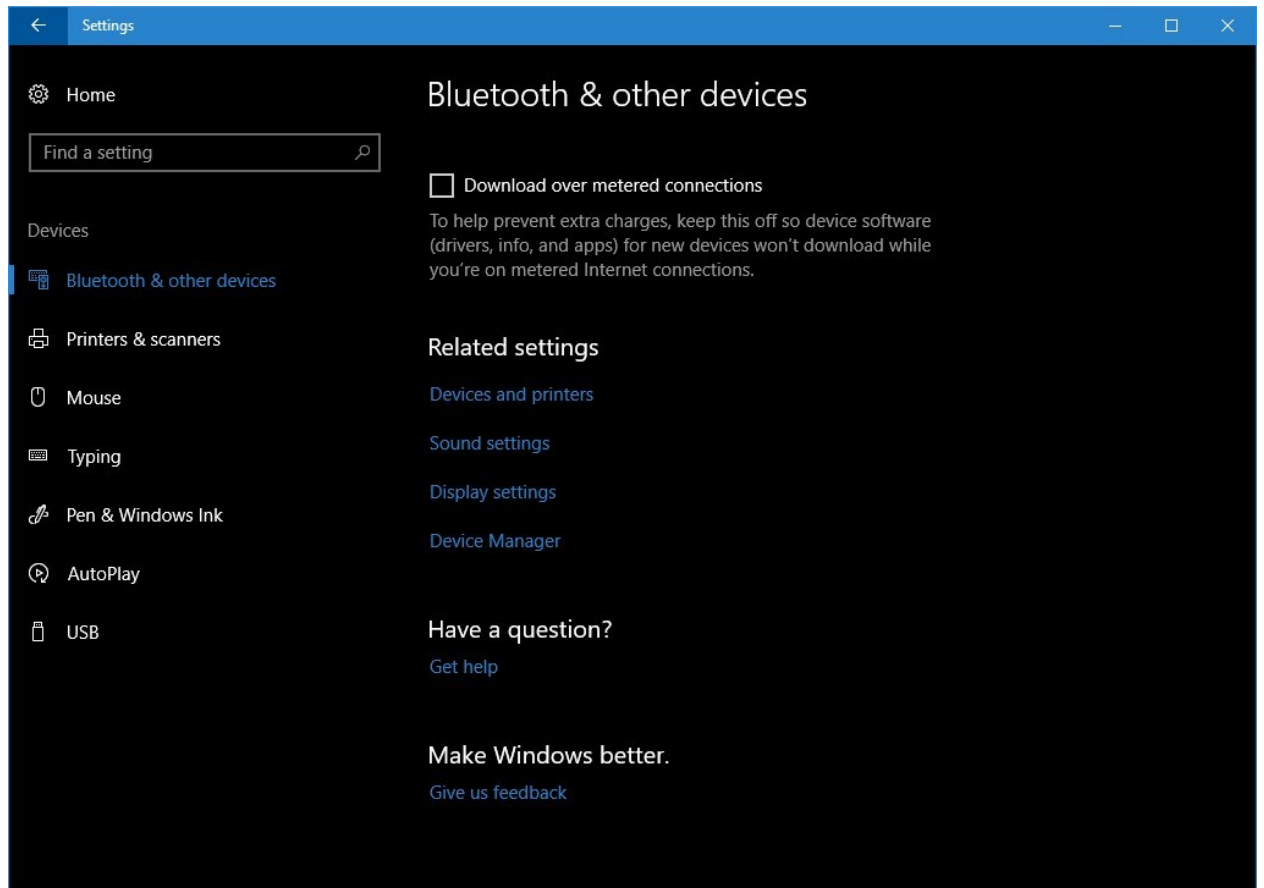 Settings
Home
Find a setting
Devices
Bluetooth & other devices
Printers & scanners
Mouse
Typing
Pen & Windows Ink
AutoPlay
USB
Bluetooth & other devices
Download over metered connections
To help prevent extra charges, keep this off so device software
(drivers, info, and apps) for new devices won’t download while
you’re on metered Internet connections.
Related settings
Devices and printers
Sound settings
Display settings
Device Manager
Have a question?
Get help
Make Windows better.
Give us feedback